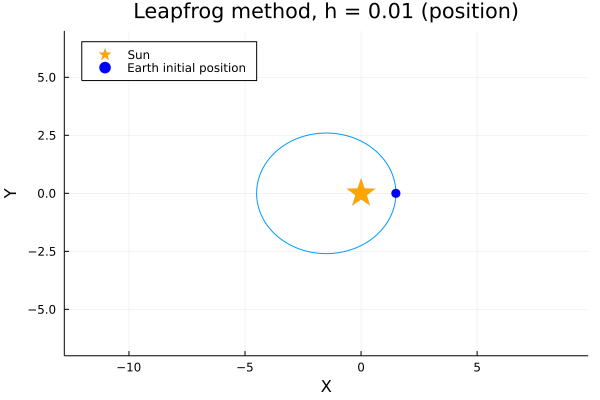 Leapfrog method, h = 0.01 (position)
Sun
Earth initial position
5.0
2.5
0.0
−2.5
−5.0
Y
−10
−5
0
5
X